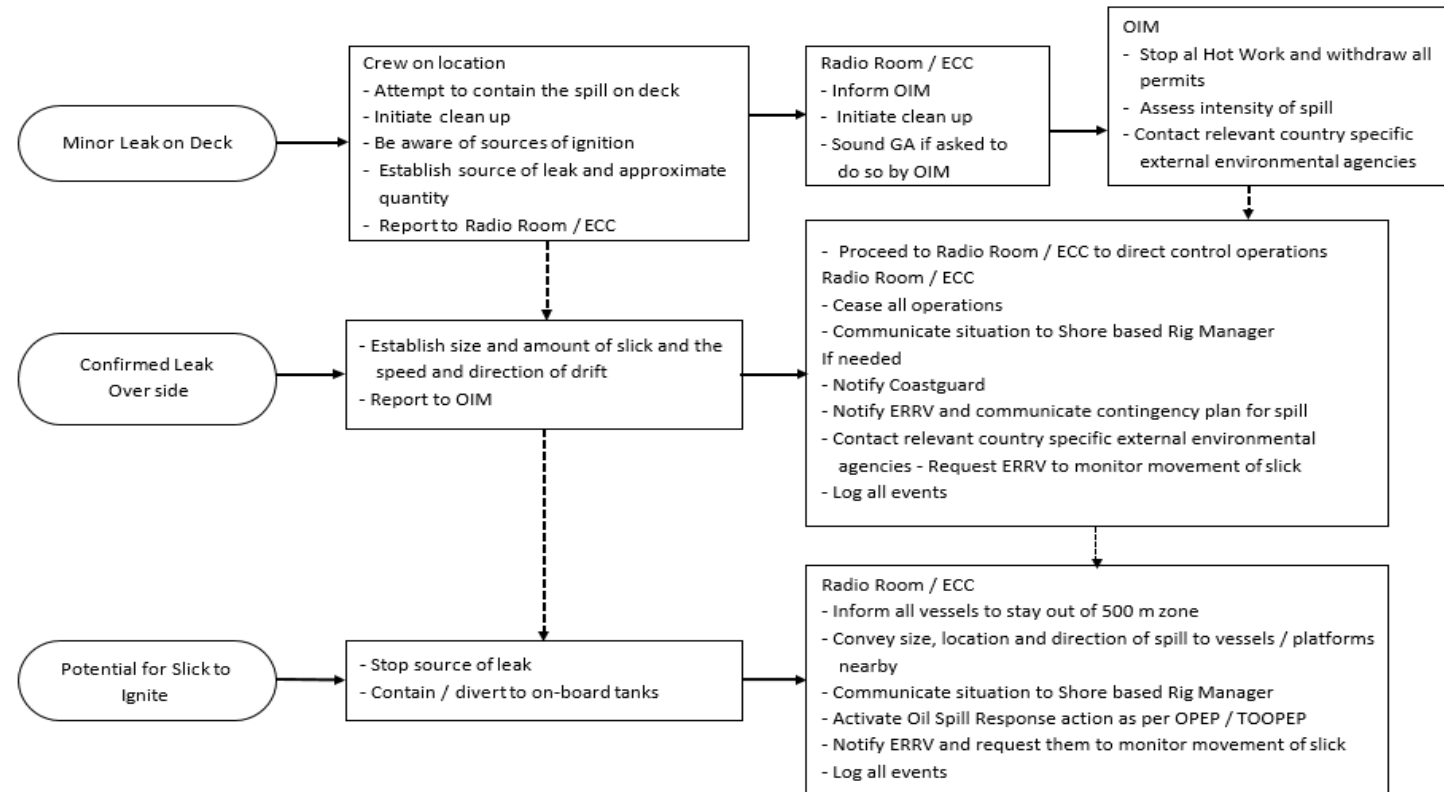 Minor Leak on Deck
Crew on location
- Attempt to contain the spill on deck
- Initiate clean up
- Be aware of sources of ignition
- Establish source of leak and approximate
quantity
- Report to Radio Room / ECC
Radio Room / ECC
- Inform OIM
- Initiate clean up
- Sound GA if asked to
do so by OIM
OIM
- Stop al Hot Work and withdraw all
permits
- Assess intensity of spill
- Contact relevant country specific
external environmental agencies
Confirmed Leak
Over side
- Establish size and amount of slick and the
speed and direction of drift
- Report to OIM
- Proceed to Radio Room / ECC to direct control operations
Radio Room / ECC
- Cease all operations
- Communicate situation to Shore based Rig Manager
If needed
- Notify Coastguard
- Notify ERRV and communicate contingency plan for spill
- Contact relevant country specific external environmental
agencies - Request ERRV to monitor movement of slick
- Log all events
Potential for Slick to
Ignite
- Stop source of leak
- Contain / divert to on-board tanks
Radio Room / ECC
- Inform all vessels to stay out of 500 m zone
- Convey size, location and direction of spill to vessels / platforms
nearby
- Communicate situation to Shore based Rig Manager
- Activate Oil Spill Response action as per OPEP / TOOPEP
- Notify ERRV and request them to monitor movement of slick
- Log all events